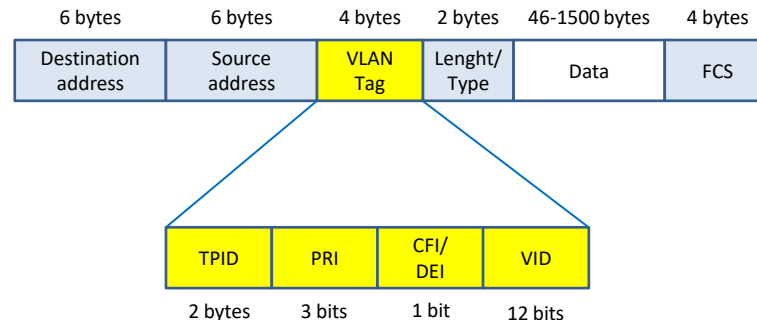 6 bytes 6 bytes 4 bytes 2 bytes 46-1500 bytes 4 bytes
Destination address
Source address
VLAN Tag
Lenght/ Type
Data
FCS
TPID
PRI
CFI/ DEI
VID
2 bytes 3 bits 1 bit 12 bits